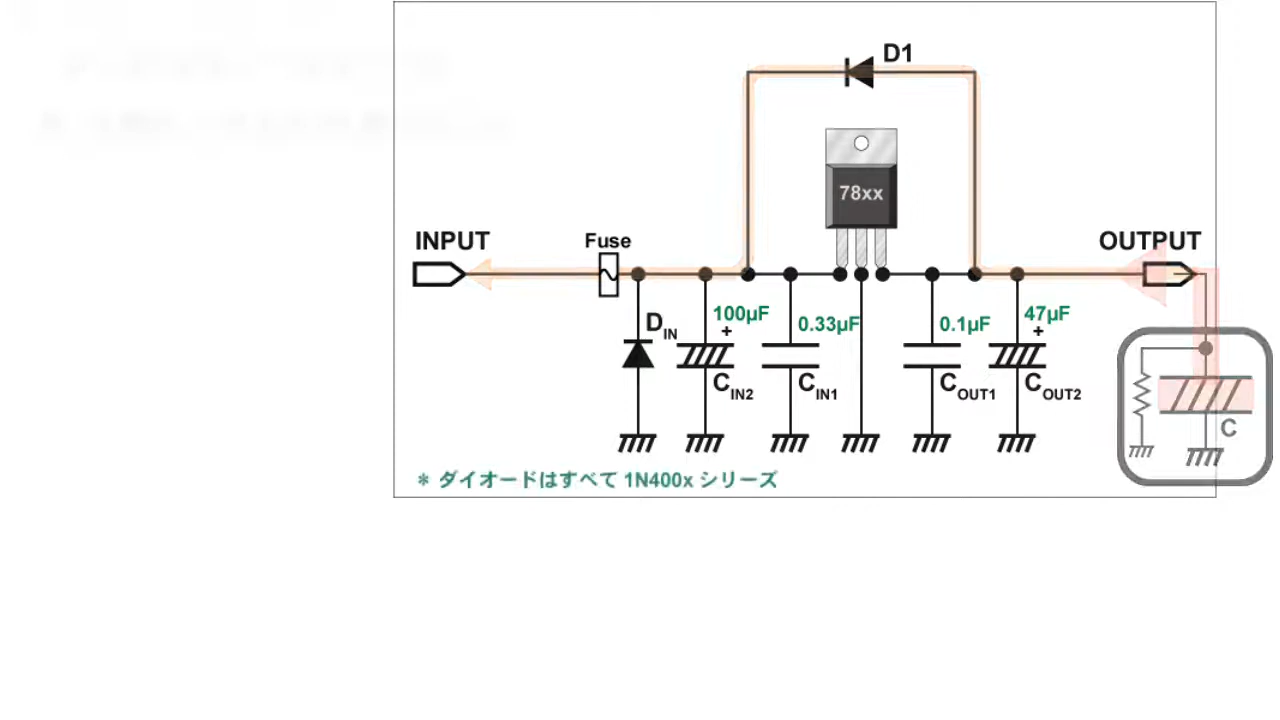 D1
78xx
INPUT
Fuse
OUTPUT
DIN
100μF
+
0.33μF
0.1μF
47μF
+
CIN2
CIN1
COUT1
COUT2
C
* ダイオードはすべて 1N400x シリーズ